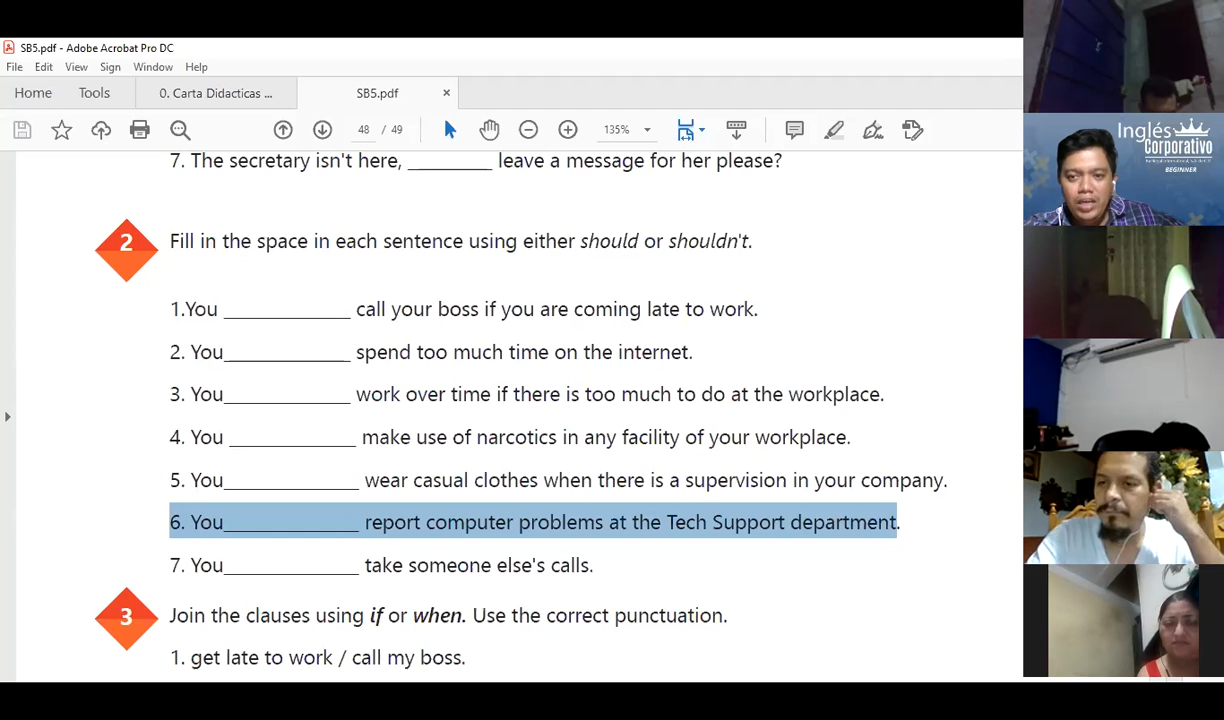 SB5.pdf - Adobe Acrobat Pro DC
File Edit View Sign Window Help
Home Tools 0. Carta Didacticas ... SB5.pdf ×
48 / 49 135%
7. The secretary isn't here, _________ leave a message for her please?
2 Fill in the space in each sentence using either should or shouldn't.
1.You ______________ call your boss if you are coming late to work.
2. You______________ spend too much time on the internet.
3. You______________ work over time if there is too much to do at the workplace.
4. You ______________ make use of narcotics in any facility of your workplace.
5. You_______________ wear casual clothes when there is a supervision in your company.
6. You_______________ report computer problems at the Tech Support department.
7. You_______________ take someone else's calls.
3 Join the clauses using if or when. Use the correct punctuation.
1. get late to work / call my boss.
Inglés
Corporativo
BEGINNER